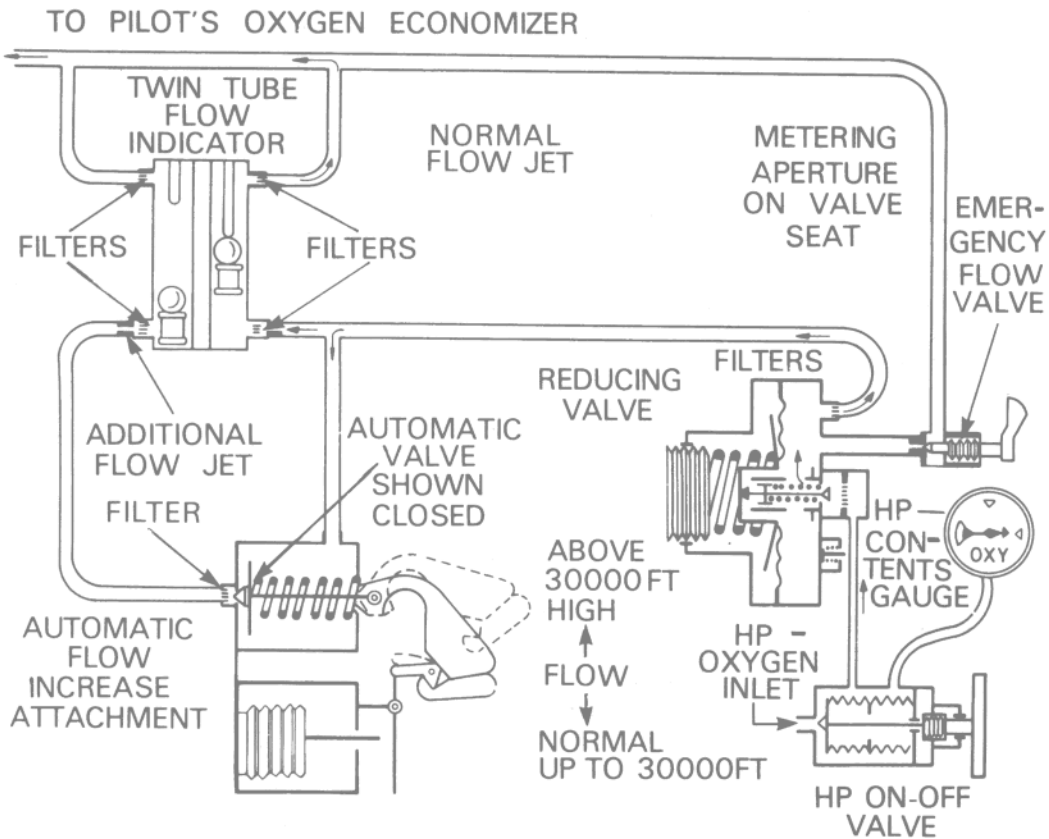 TO PILOT'S OXYGEN ECONOMIZER
TWIN TUBE
FLOW
INDICATOR
NORMAL
FLOW JET
METERING
APERTURE
ON VALVE
SEAT
EMER-
GENCY
FLOW
VALVE
FILTERS
FILTERS
FILTERS
REDUCING
VALVE
ADDITIONAL
FLOW JET
AUTOMATIC
VALVE
SHOWN
CLOSED
FILTER
HP
CON-
TENTS
GAUGE
OXY
ABOVE
30000FT
HIGH
FLOW
NORMAL
UP TO 30000FT
AUTOMATIC
FLOW
INCREASE
ATTACHMENT
HP -
OXYGEN
INLET
HP ON-OFF
VALVE